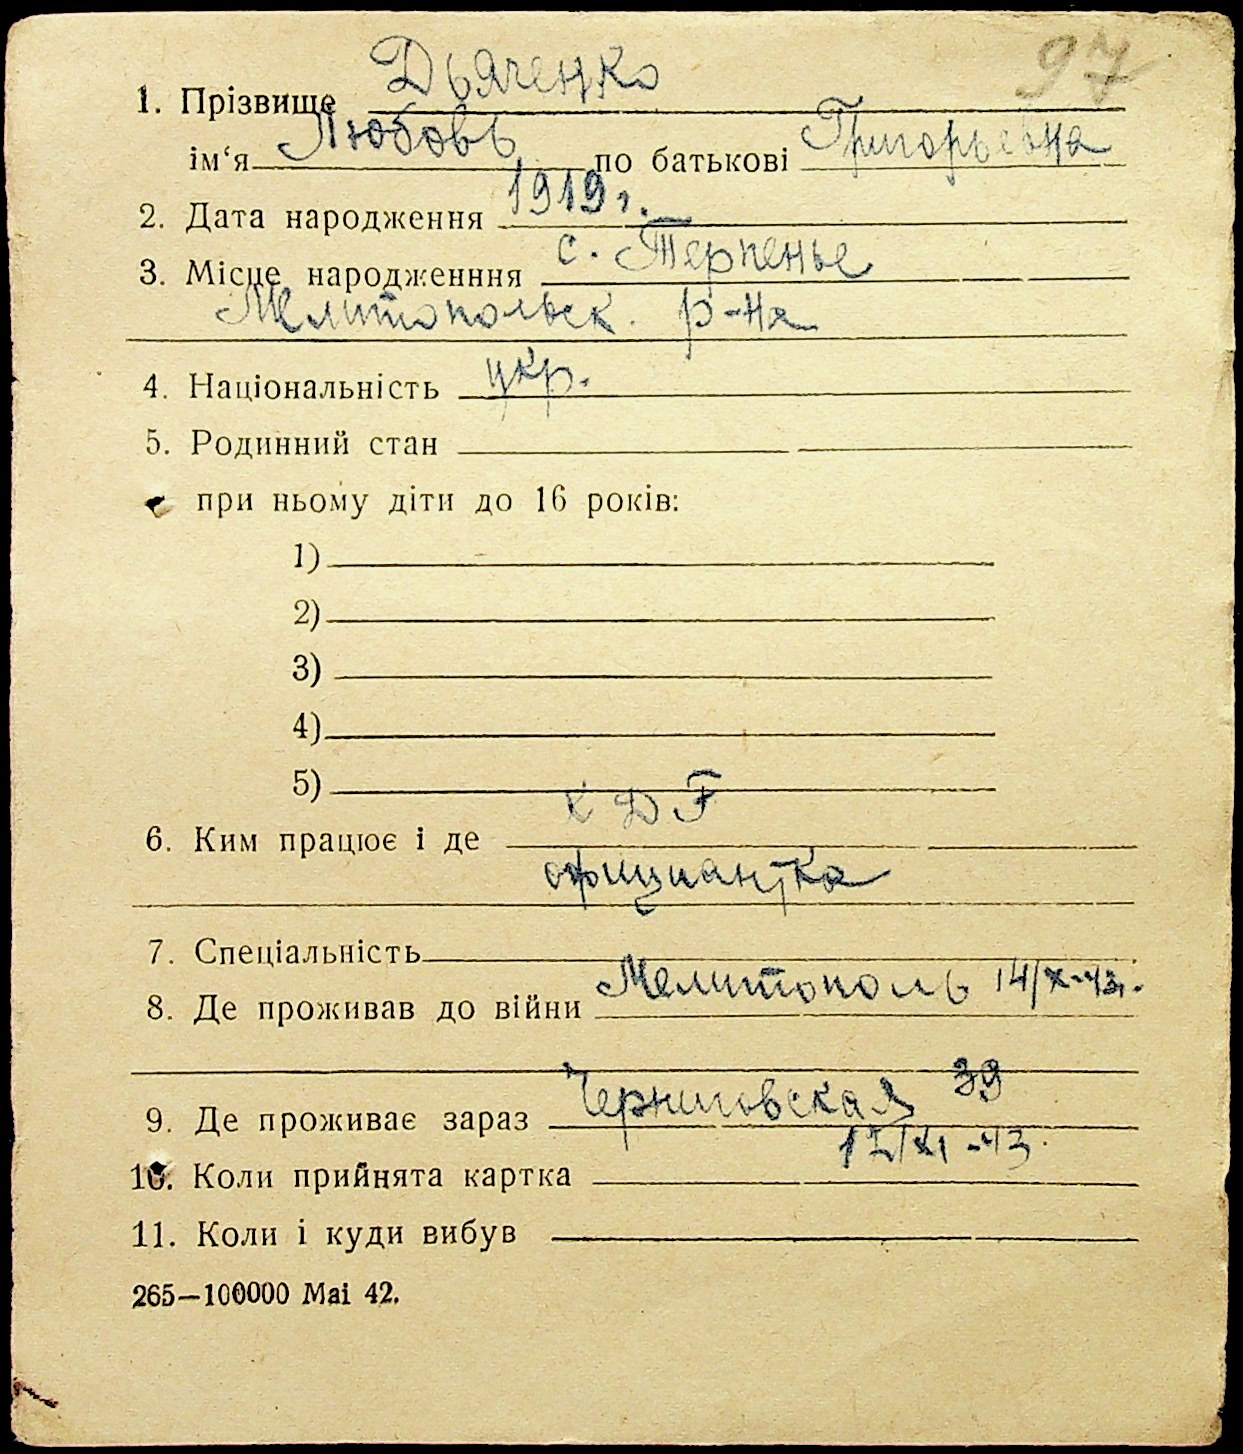 97
Дьяченко
1. Прізвище
Любовь Григорьевна
ім‘я по батькові
1919 г.
2. Дата народження
с. Терпенье
3. Місце народженння
Мелитопольск. р-на
укр.
4. Національність
5. Родинний стан
при ньому діти до 16 років:
1)
2)
3)
4)
5)
К Д F
6. Ким працює і де
официантка
7. Спеціальність
Мелитополь 14/X-43г.
8. Де проживав до війни
Черниговская 39
9. Де проживає зараз
12/XI-43.
10. Коли прийнята картка
11. Коли і куди вибув
265—100000 Mai 42.